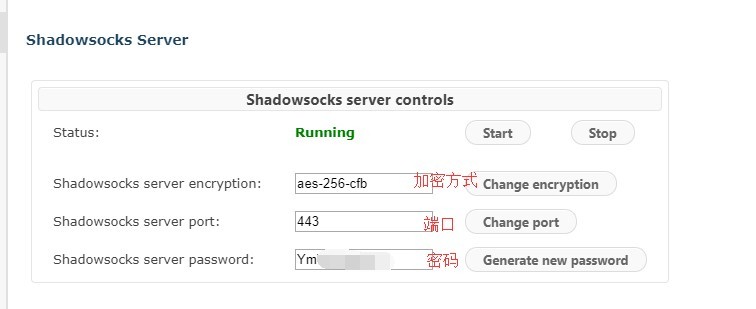 Shadowsocks Server
Shadowsocks server controls
Status: Running Start Stop
Shadowsocks server encryption: aes-256-cfb 加密方式 Change encryption
Shadowsocks server port: 443 端口 Change port
Shadowsocks server password: Ym 密码 Generate new password